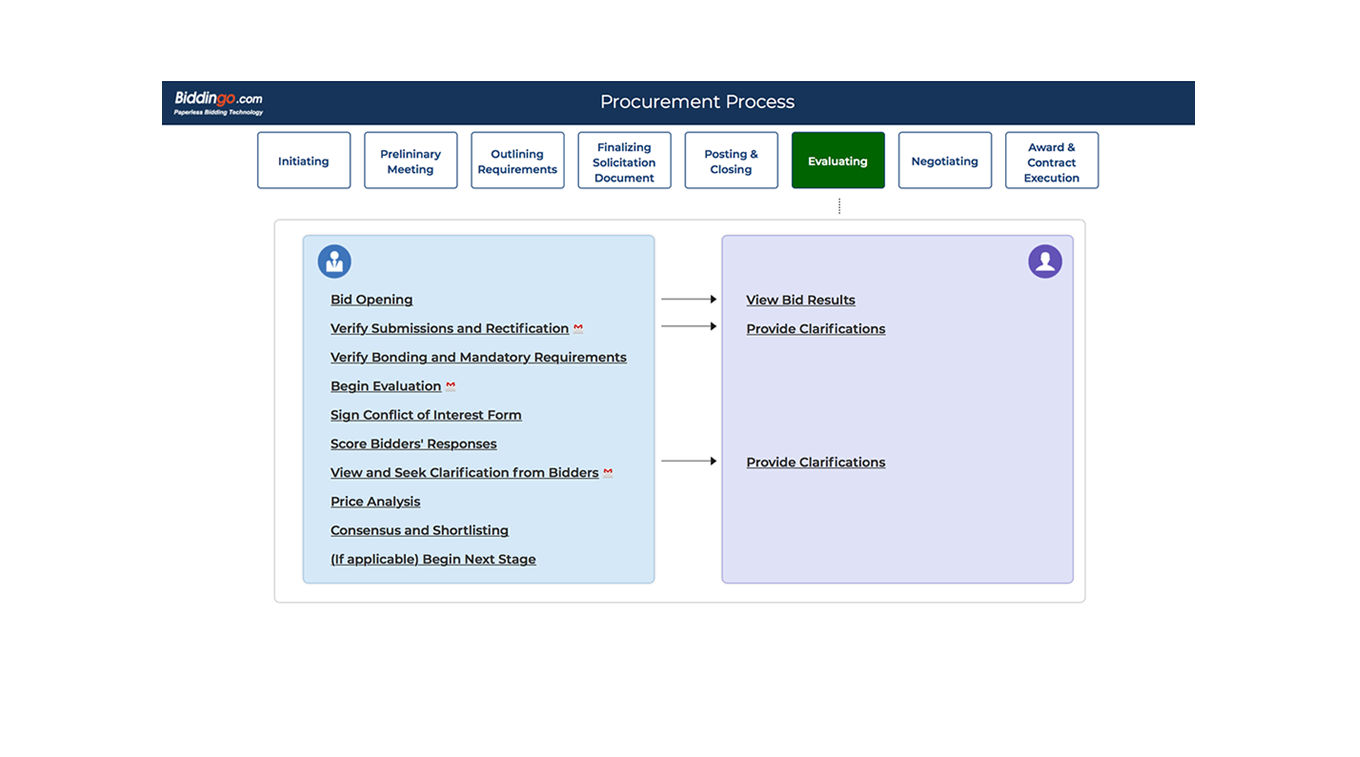 Biddingo.com
Paperless Bidding Technology
Procurement Process
Initiating
Prelininary
Meeting
Outlining
Requirements
Finalizing
Solicitation
Document
Posting &
Closing
Evaluating
Negotiating
Award &
Contract
Execution
Bid Opening
Verify Submissions and Rectification
Verify Bonding and Mandatory Requirements
Begin Evaluation
Sign Conflict of Interest Form
Score Bidders' Responses
View and Seek Clarification from Bidders
Price Analysis
Consensus and Shortlisting
(If applicable) Begin Next Stage
View Bid Results
Provide Clarifications
Provide Clarifications